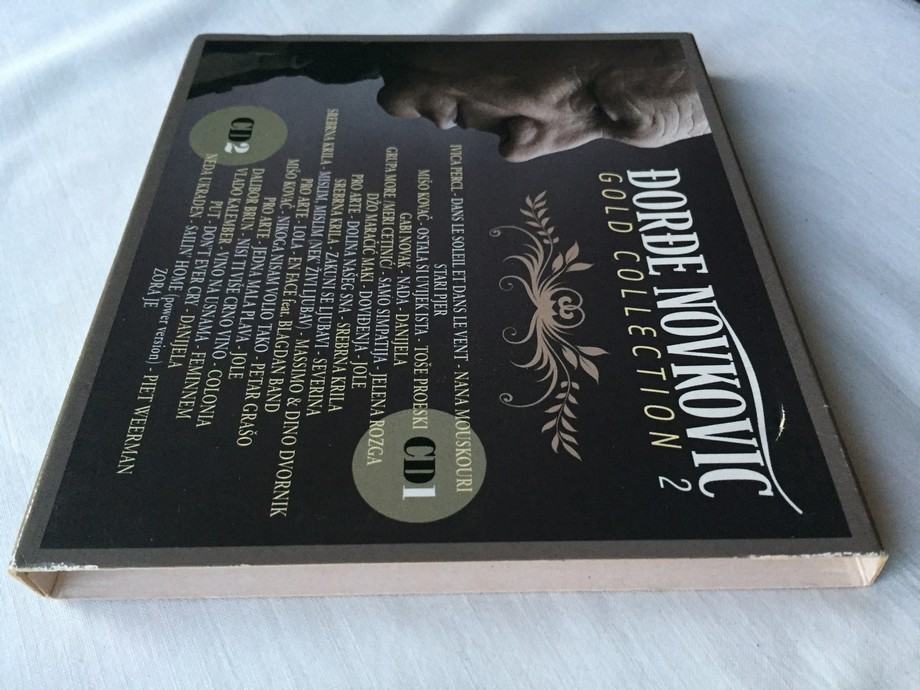 ĐORĐE NOVKOVIĆ
GOLD COLLECTION 2
IVICA PERCL - DANS LE SOLEIL ET DANS LE VENT - NANA MOUSKOURI
STARI PJER
MIŠO KOVAČ - OSTALA SI UVIJEK ISTA - TOŠE PROESKI
GABI NOVAK - NADA - DANIJELA
GRUPA MORE (MERI CETINIĆ) - SAMO SIMPATIJA - JELENA ROZGA
DŽO MARAČIĆ MAKI - DOVIĐENJA - JOLE
PRO ARTE - DOLINA NAŠEG SNA - SREBRNA KRILA
SREBRNA KRILA - ZAKUNI SE LJUBAVI - SEVERINA
SREBRNA KRILA - MISLIM, MISLIM (NEK' ŽIVI LJUBAV) - MASSIMO & DINO DVORNIK
PRO ARTE - LOLA - EN FACE feat. BLAGDAN BAND
MIŠO KOVAČ - NIKOGA NISAM VOLIO TAKO - PETAR GRAŠO
PRO ARTE - JEDNA MALA PLAVA - JOLE
DALIBOR BRUN - NISI TI TIŠE CRNO VINO - COLONIA
VLADO KALEMBER - VINO NA USNAMA - FEMINNEM
PUT - DON'T EVER CRY - DANIJELA
NEDA UKRADEN - SAILIN' HOME (power version) - PIET WEERMAN
ZORA JE
CD1
CD2